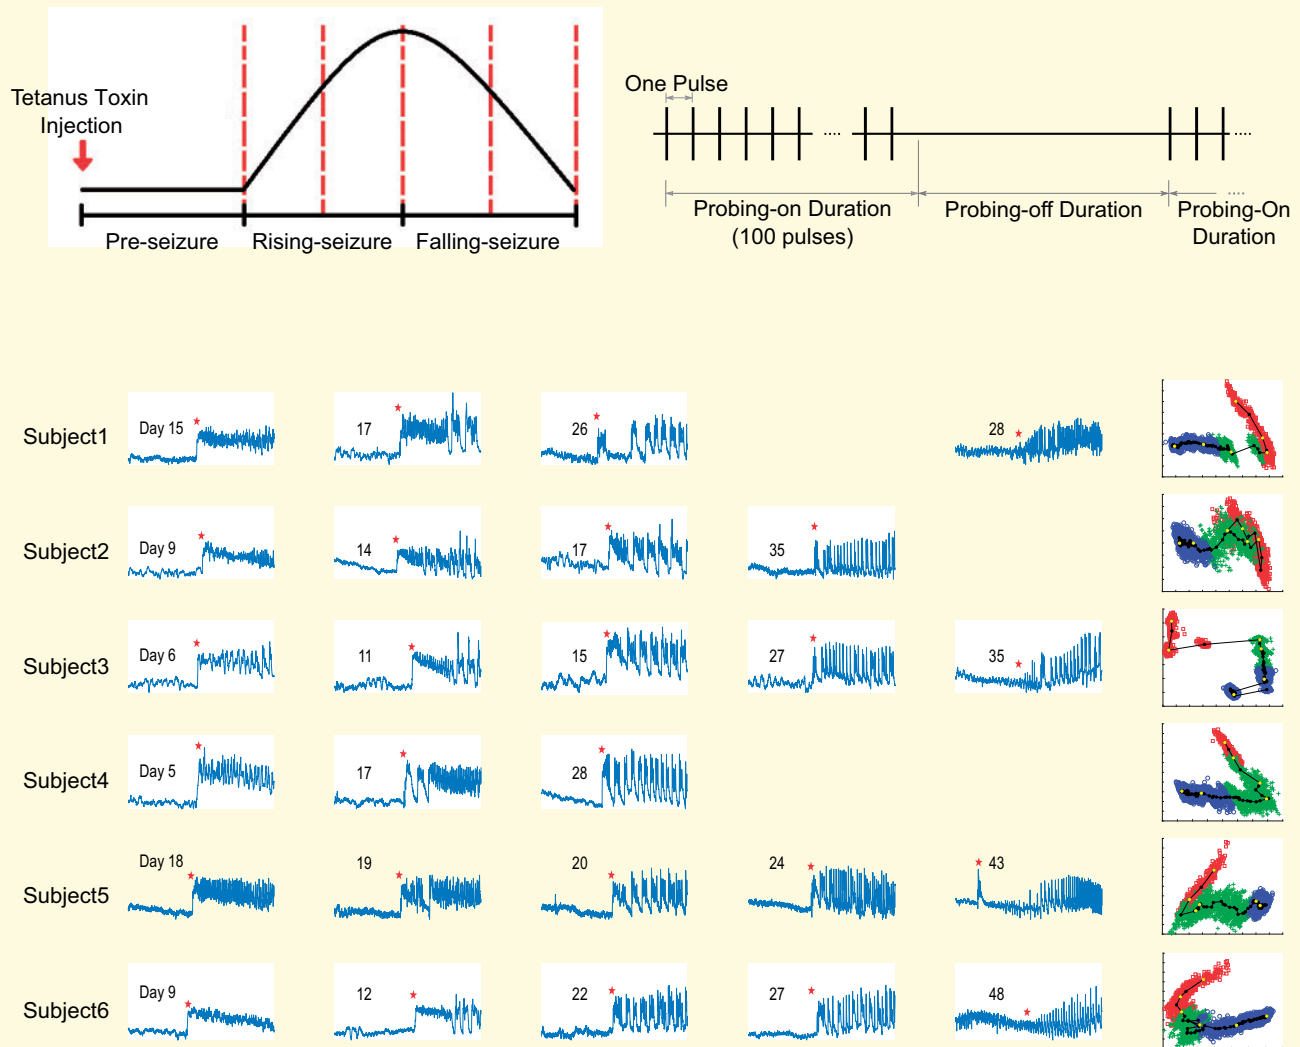 Tetanus Toxin
Injection
Pre-seizure
Rising-seizure
Falling-seizure
One Pulse
....
....
Probing-on Duration
(100 pulses)
Probing-off Duration
....
Probing-On
Duration
Subject1
Day 15
17
26
28
Subject2
Day 9
14
17
35
Subject3
Day 6
11
15
27
35
Subject4
Day 5
17
28
Subject5
Day 18
19
20
24
43
Subject6
Day 9
12
22
27
48